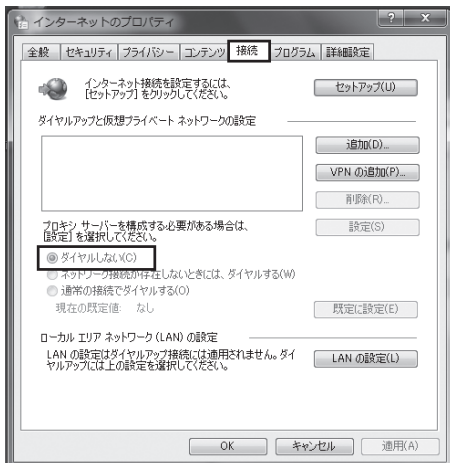 インターネットのプロパティ
全般 セキュリティ プライバシー コンテンツ 接続 プログラム 詳細設定
インターネット接続を設定するには、
[セットアップ] をクリックしてください。
セットアップ(U)
ダイヤルアップと仮想プライベート ネットワークの設定
追加(D)...
VPN の追加(P)...
削除(R)...
プロキシ サーバーを構成する必要がある場合は、
[設定] を選択してください。
設定(S)
ダイヤルしない(C)
ネットワーク接続が存在しないときには、ダイヤルする(W)
通常の接続でダイヤルする(O)
現在の既定値: なし
既定に設定(E)
ローカル エリア ネットワーク (LAN) の設定
LAN の設定はダイヤルアップ接続には適用されません。ダイ
ヤルアップには上の設定を選択してください。
LAN の設定(L)
OK キャンセル 適用(A)